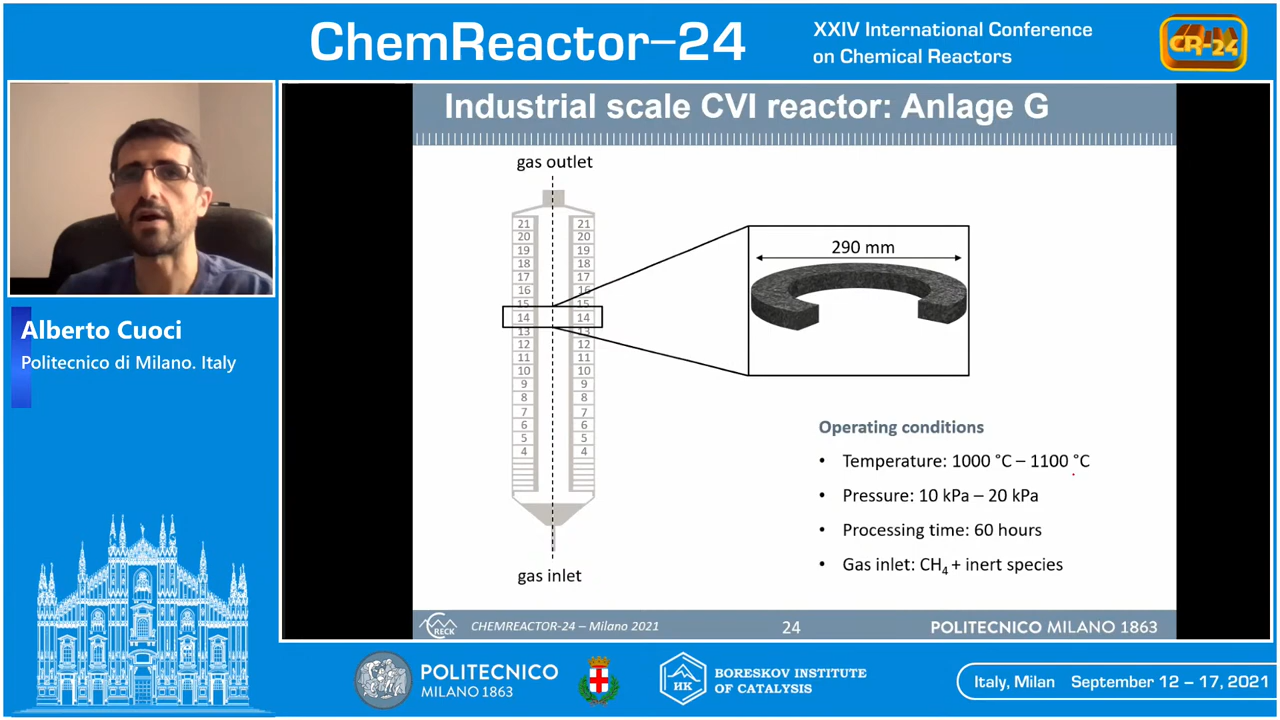 ChemReactor–24
XXIV International Conference
on Chemical Reactors
CR-24
Industrial scale CVI reactor: Anlage G
gas outlet
21 21
20 20
19 19
18 18
17 17
16 16
15 15
14 14
13 13
12 12
11 11
10 10
9 9
8 8
7 7
6 6
5 5
4 4
gas inlet
290 mm
Operating conditions
• Temperature: 1000 °C – 1100 °C
• Pressure: 10 kPa – 20 kPa
• Processing time: 60 hours
• Gas inlet: CH4 + inert species
Alberto Cuoci
Politecnico di Milano. Italy
CRECK
CHEMREACTOR-24 – Milano 2021
24
POLITECNICO MILANO 1863
POLITECNICO
MILANO 1863
ИК
BORESKOV INSTITUTE
OF CATALYSIS
Italy, Milan September 12 – 17, 2021